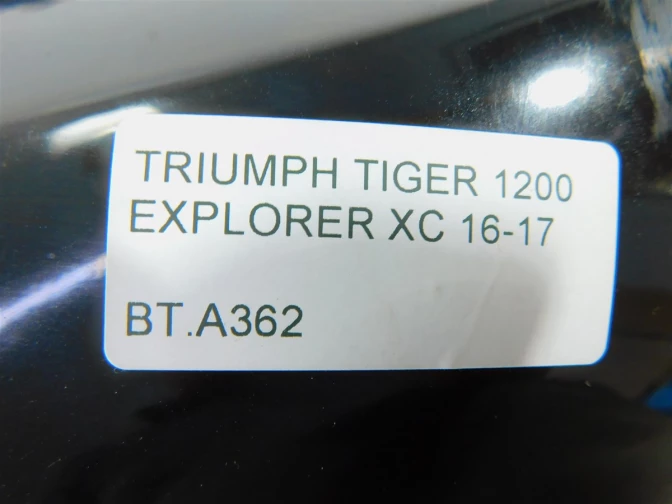 TRIUMPH TIGER 1200
EXPLORER XC 16-17
BT.A362